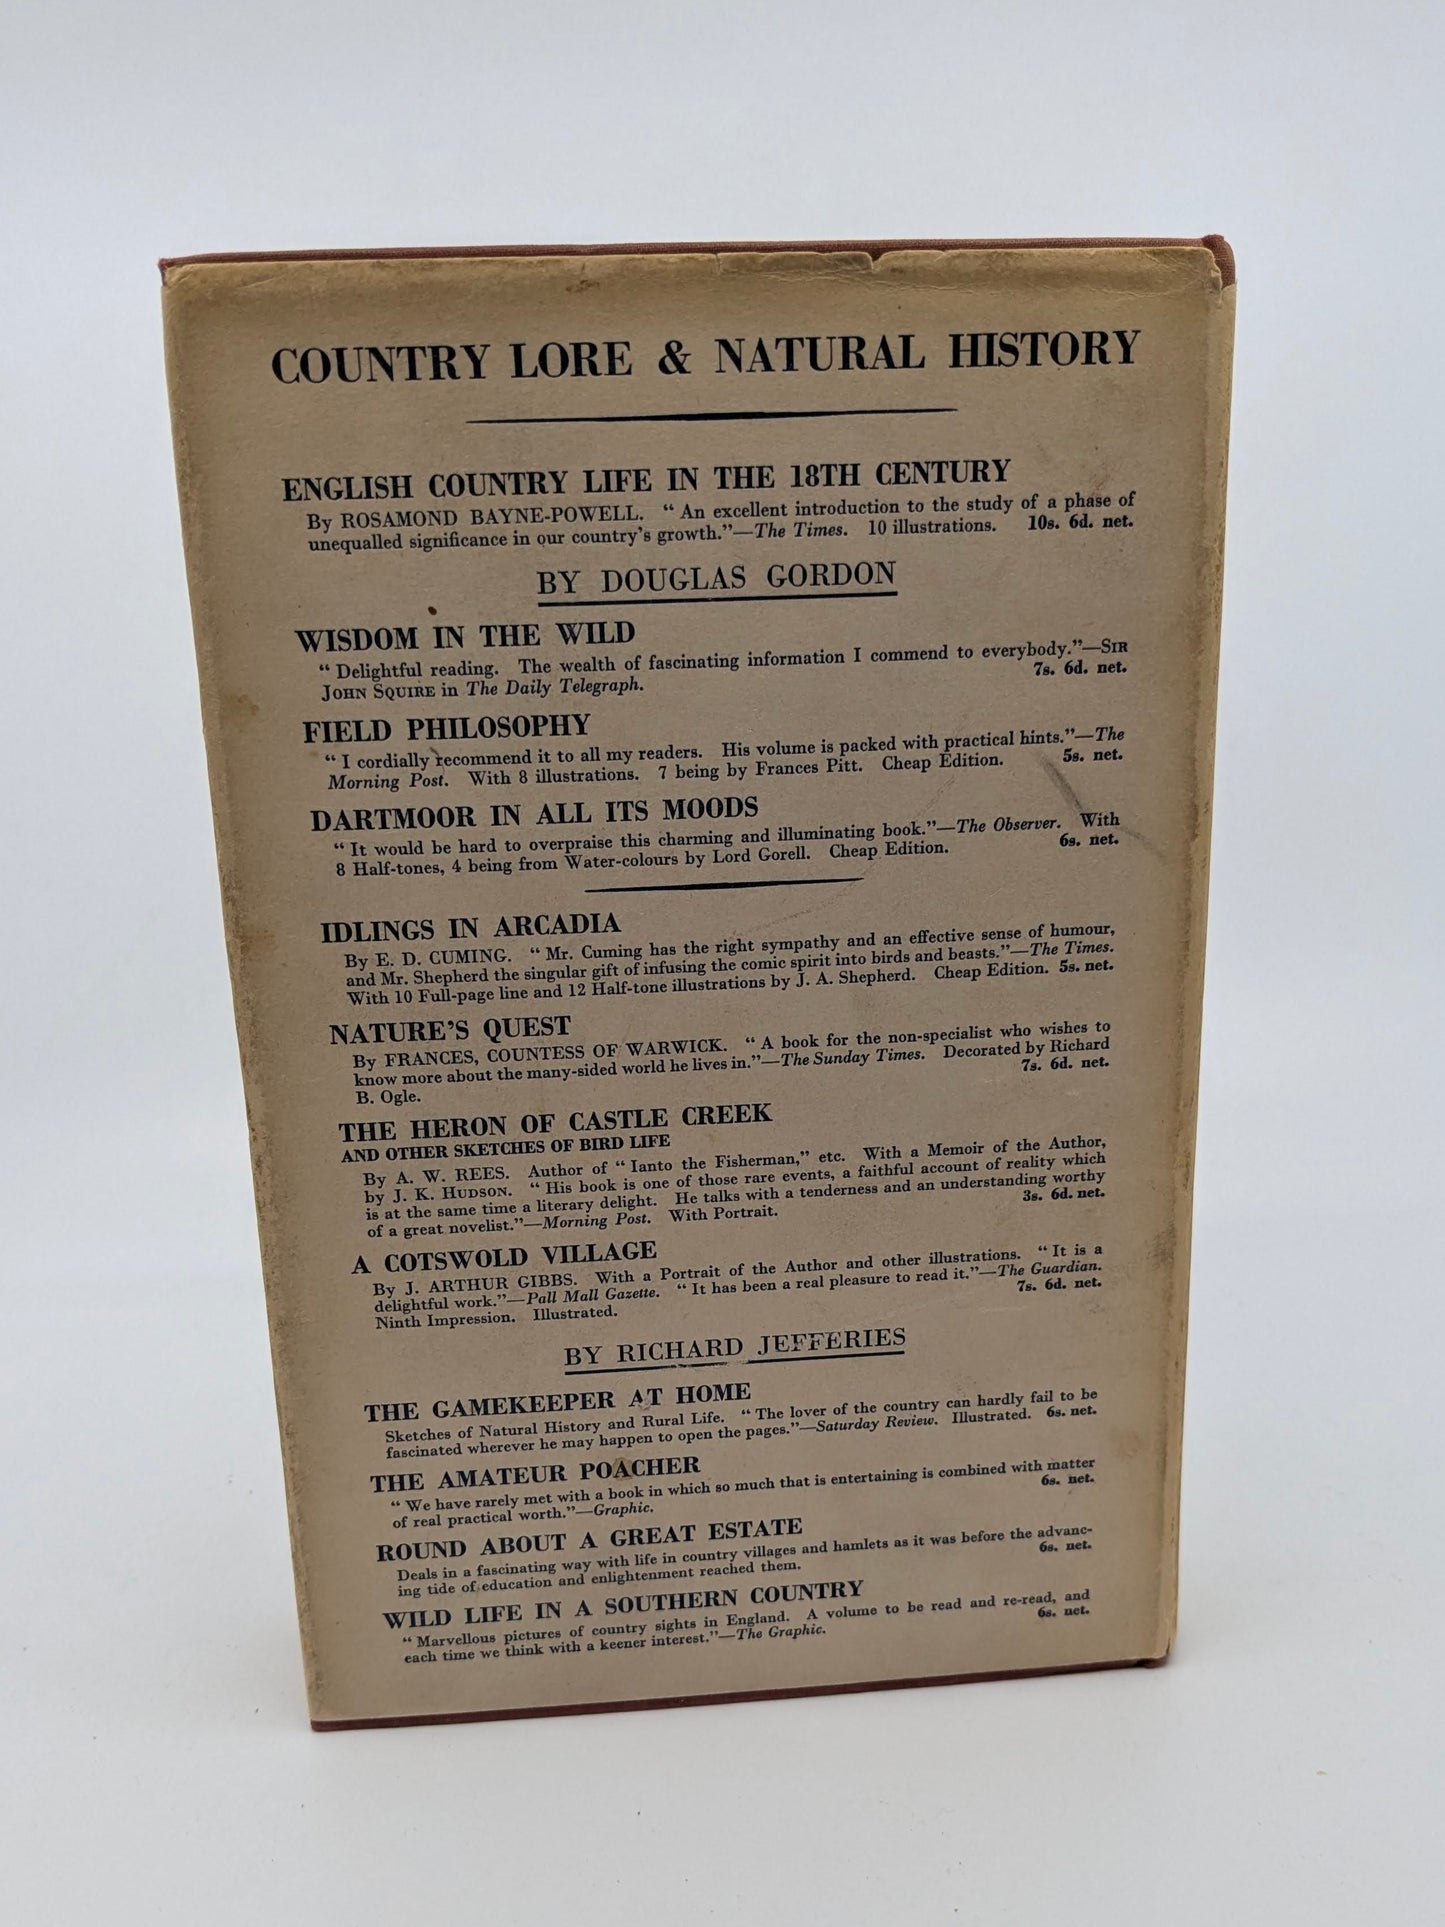 COUNTRY LORE & NATURAL HISTORY
ENGLISH COUNTRY LIFE IN THE 18TH CENTURY
By ROSAMOND BAYNE-POWELL. “ An excellent introduction to the study of a phase of
unequalled significance in our country’s growth.”—The Times. 10 illustrations. 10s. 6d. net.
BY DOUGLAS GORDON
WISDOM IN THE WILD
“ Delightful reading. The wealth of fascinating information I commend to everybody.”—SIR
JOHN SQUIRE in The Daily Telegraph. 7s. 6d. net.
FIELD PHILOSOPHY
“ I cordially recommend it to all my readers. His volume is packed with practical hints.”—The
Morning Post. With 8 illustrations. 7 being by Frances Pitt. Cheap Edition. 5s. net.
DARTMOOR IN ALL ITS MOODS
“ It would be hard to overpraise this charming and illuminating book.”—The Observer. With
8 Half-tones, 4 being from Water-colours by Lord Gorell. Cheap Edition. 6s. net.
IDLINGS IN ARCADIA
By E. D. CUMING. “ Mr. Cuming has the right sympathy and an effective sense of humour,
and Mr. Shepherd the singular gift of infusing the comic spirit into birds and beasts.”—The Times.
With 10 Full-page line and 12 Half-tone illustrations by J. A. Shepherd. Cheap Edition. 5s. net.
NATURE’S QUEST
By FRANCES, COUNTESS OF WARWICK. “ A book for the non-specialist who wishes to
know more about the many-sided world he lives in.”—The Sunday Times. Decorated by Richard
B. Ogle. 7s. 6d. net.
THE HERON OF CASTLE CREEK
AND OTHER SKETCHES OF BIRD LIFE
By A. W. REES. Author of “ Ianto the Fisherman,” etc. With a Memoir of the Author,
by J. K. HUDSON. “ His book is one of those rare events, a faithful account of reality which
is at the same time a literary delight. He talks with a tenderness and an understanding worthy
of a great novelist.”—Morning Post. With Portrait. 3s. 6d. net.
A COTSWOLD VILLAGE
By J. ARTHUR GIBBS. With a Portrait of the Author and other illustrations. “ It is a
delightful work.”—Pall Mall Gazette. “ It has been a real pleasure to read it.”—The Guardian.
Ninth Impression. Illustrated. 7s. 6d. net.
BY RICHARD JEFFERIES
THE GAMEKEEPER AT HOME
Sketches of Natural History and Rural Life. “ The lover of the country can hardly fail to be
fascinated wherever he may happen to open the pages.”—Saturday Review. Illustrated. 6s. net.
THE AMATEUR POACHER
“ We have rarely met with a book in which so much that is entertaining is combined with matter
of real practical worth.”—Graphic. 6s. net.
ROUND ABOUT A GREAT ESTATE
Deals in a fascinating way with life in country villages and hamlets as it was before the advanc-
ing tide of education and enlightenment reached them. 6s. net.
WILD LIFE IN A SOUTHERN COUNTRY
“ Marvellous pictures of country sights in England. A volume to be read and re-read, and
each time we think with a keener interest.”—The Graphic. 6s. net.